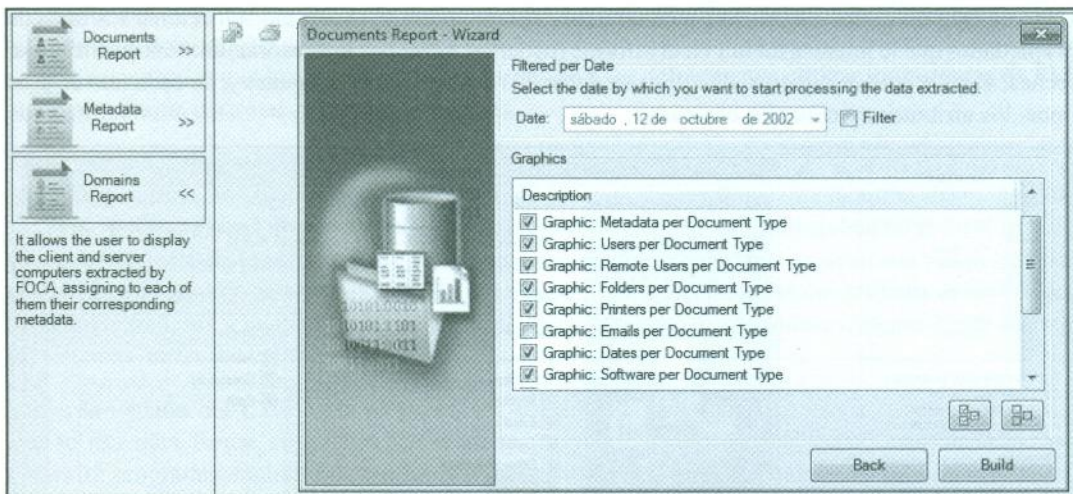 Documents
Report >>
Metadata
Report >>
Domains
Report <<
It allows the user to display
the client and server
computers extracted by
FOCA, assigning to each of
them their corresponding
metadata.
Documents Report - Wizard
Filtered per Date
Select the date by which you want to start processing the data extracted.
Date: sábado , 12 de octubre de 2002 Filter
Graphics
Description
Graphic: Metadata per Document Type
Graphic: Users per Document Type
Graphic: Remote Users per Document Type
Graphic: Folders per Document Type
Graphic: Printers per Document Type
Graphic: Emails per Document Type
Graphic: Dates per Document Type
Graphic: Software per Document Type
Back Build